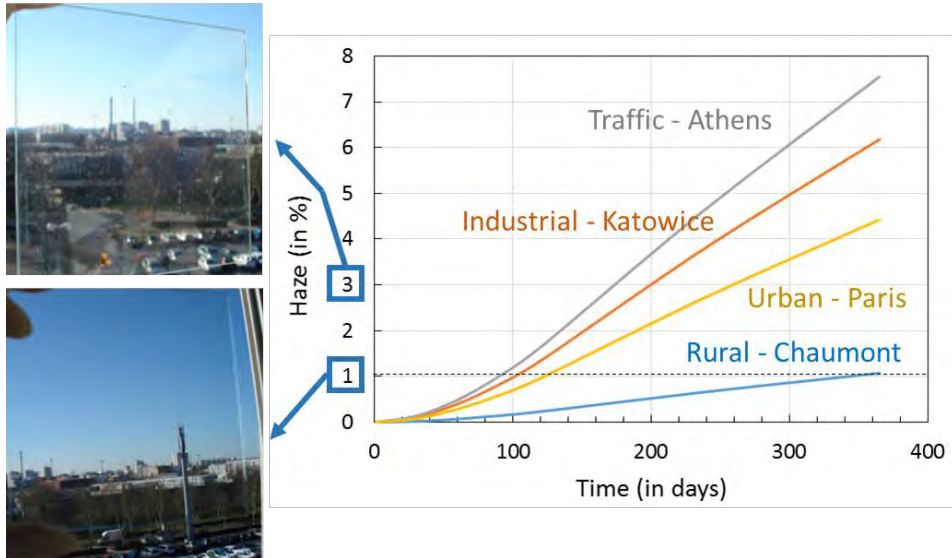 8
7
6
5
4
3
2
1
0
Haze (in %)
Traffic - Athens
Industrial - Katowice
Urban - Paris
Rural - Chaumont
0 100 200 300 400
Time (in days)